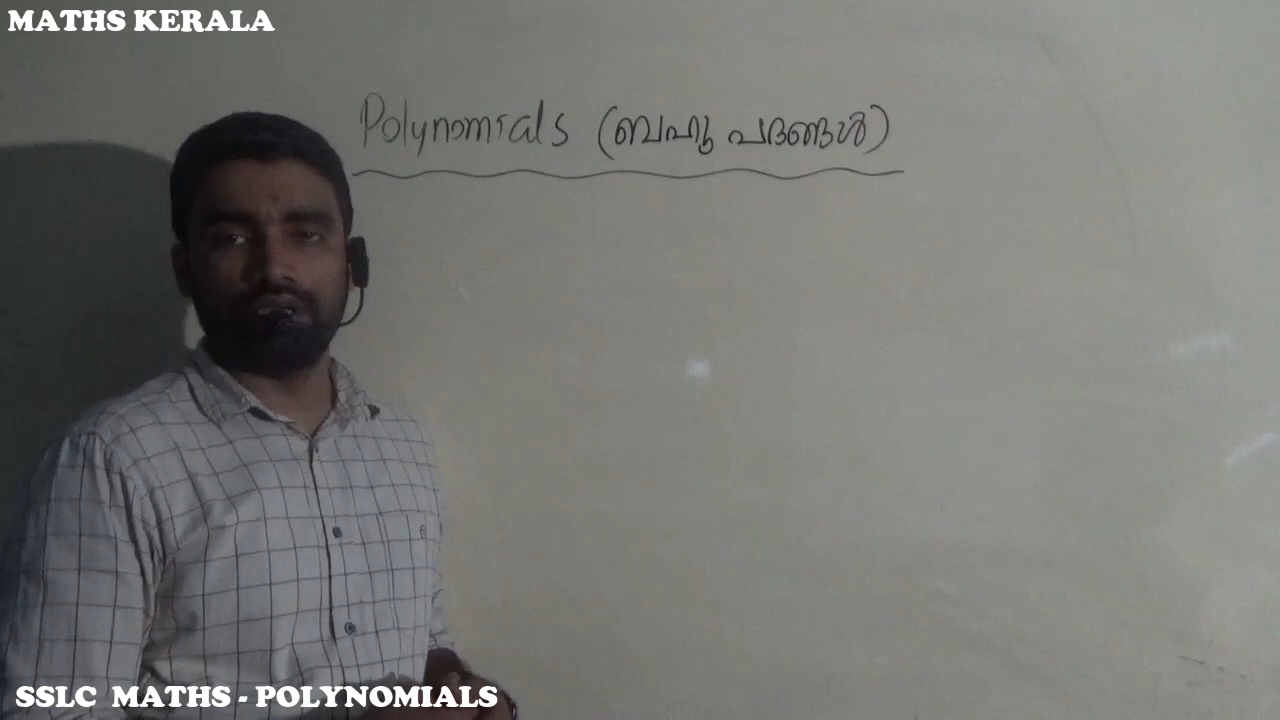 MATHS KERALA
Polynomials (ബഹു പദങ്ങൾ)
SSLC MATHS - POLYNOMIALS